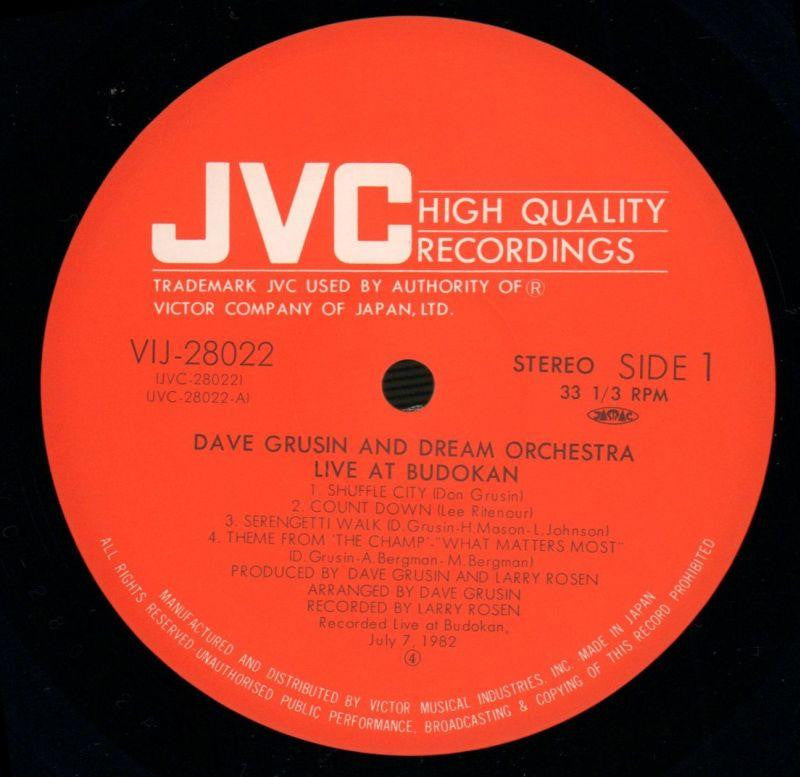 JVC HIGH QUALITY
RECORDINGS
TRADEMARK JVC USED BY AUTHORITY OF ®
VICTOR COMPANY OF JAPAN, LTD.
VIJ-28022
(JVC-28022)
(JVC-28022-A)
STEREO SIDE 1
33 1/3 RPM
JASRAC
DAVE GRUSIN AND DREAM ORCHESTRA
LIVE AT BUDOKAN
1. SHUFFLE CITY (Don Grusin)
2. COUNT DOWN (Lee Ritenour)
3. SERENGETTI WALK (D. Grusin-H.Mason-L.Johnson)
4. THEME FROM "THE CHAMP"-"WHAT MATTERS MOST"
(D. Grusin-A.Bergman-M.Bergman)
PRODUCED BY DAVE GRUSIN AND LARRY ROSEN
ARRANGED BY DAVE GRUSIN
RECORDED BY LARRY ROSEN
Recorded Live at Budokan,
July 7, 1982
④
MANUFACTURED AND DISTRIBUTED BY VICTOR MUSICAL INDUSTRIES, INC. MADE IN JAPAN
ALL RIGHTS RESERVED UNAUTHORISED PUBLIC PERFORMANCE, BROADCASTING & COPYING OF THIS RECORD PROHIBITED